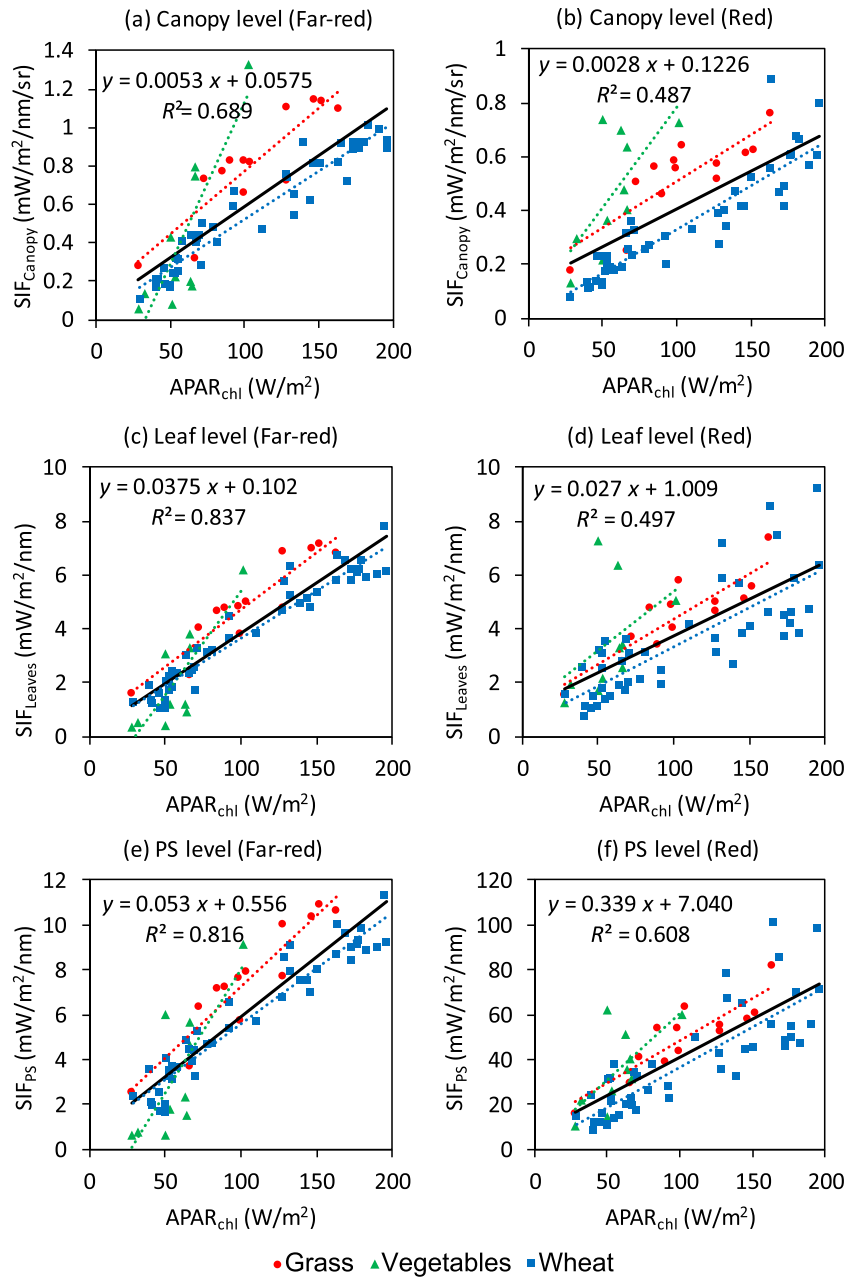 (a) Canopy level (Far-red)
1.4
1.2
1
0.8
0.6
0.4
0.2
0
y = 0.0053 x + 0.0575
R² = 0.689
SIFCanopy (mW/m²/nm/sr)
0 50 100 150 200
APARchl (W/m²)
(b) Canopy level (Red)
1
0.8
0.6
0.4
0.2
0
y = 0.0028 x + 0.1226
R² = 0.487
SIFCanopy (mW/m²/nm/sr)
0 50 100 150 200
APARchl (W/m²)
(c) Leaf level (Far-red)
10
8
6
4
2
0
y = 0.0375 x + 0.102
R² = 0.837
SIFLeaves (mW/m²/nm)
0 50 100 150 200
APARchl (W/m²)
(d) Leaf level (Red)
10
8
6
4
2
0
y = 0.027 x + 1.009
R² = 0.497
SIFLeaves (mW/m²/nm)
0 50 100 150 200
APARchl (W/m²)
(e) PS level (Far-red)
12
10
8
6
4
2
0
y = 0.053 x + 0.556
R² = 0.816
SIFPS (mW/m²/nm)
0 50 100 150 200
APARchl (W/m²)
(f) PS level (Red)
120
100
80
60
40
20
0
y = 0.339 x + 7.040
R² = 0.608
SIFPS (mW/m²/nm)
0 50 100 150 200
APARchl (W/m²)
Grass Vegetables Wheat